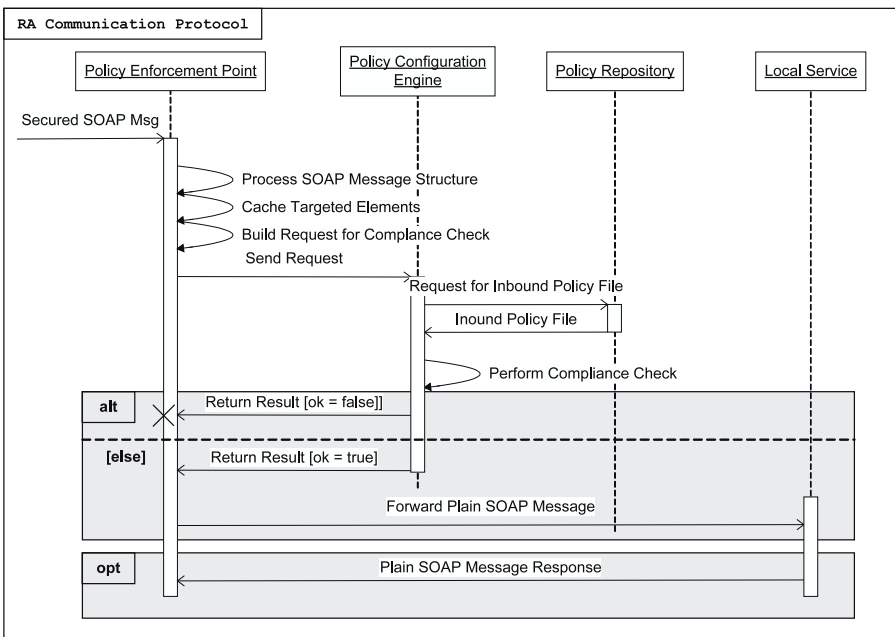 RA Communication Protocol
Policy Enforcement Point
Policy Configuration
Engine
Policy Repository
Local Service
Secured SOAP Msg
Process SOAP Message Structure
Cache Targeted Elements
Build Request for Complance Check
Send Request
Request for Inbound Policy File
Inound Policy File
Perform Compliance Check
alt
Return Result [ok = false]]
[else]
Return Result [ok = true]
Forward Plain SOAP Message
opt
Plain SOAP Message Response